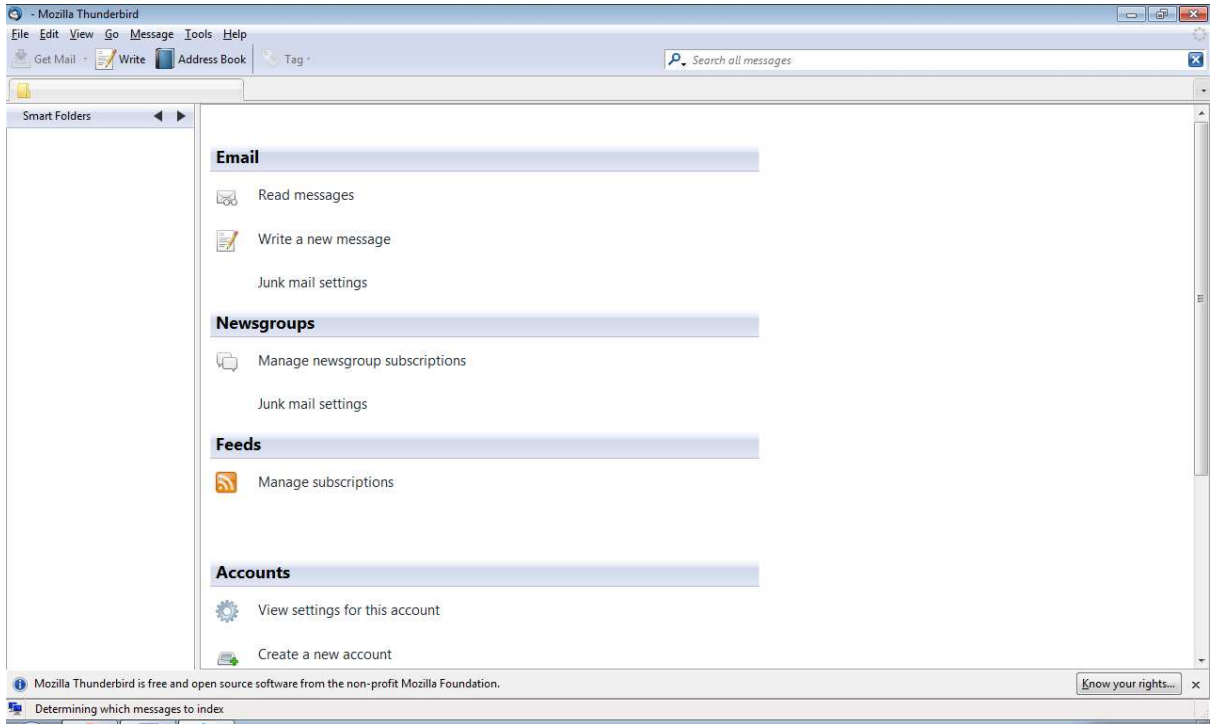 - Mozilla Thunderbird
File Edit View Go Message Tools Help
Get Mail Write Address Book Tag
Search all messages
Smart Folders
Email
Read messages
Write a new message
Junk mail settings
Newsgroups
Manage newsgroup subscriptions
Junk mail settings
Feeds
Manage subscriptions
Accounts
View settings for this account
Create a new account
Mozilla Thunderbird is free and open source software from the non-profit Mozilla Foundation. Know your rights...
Determining which messages to index